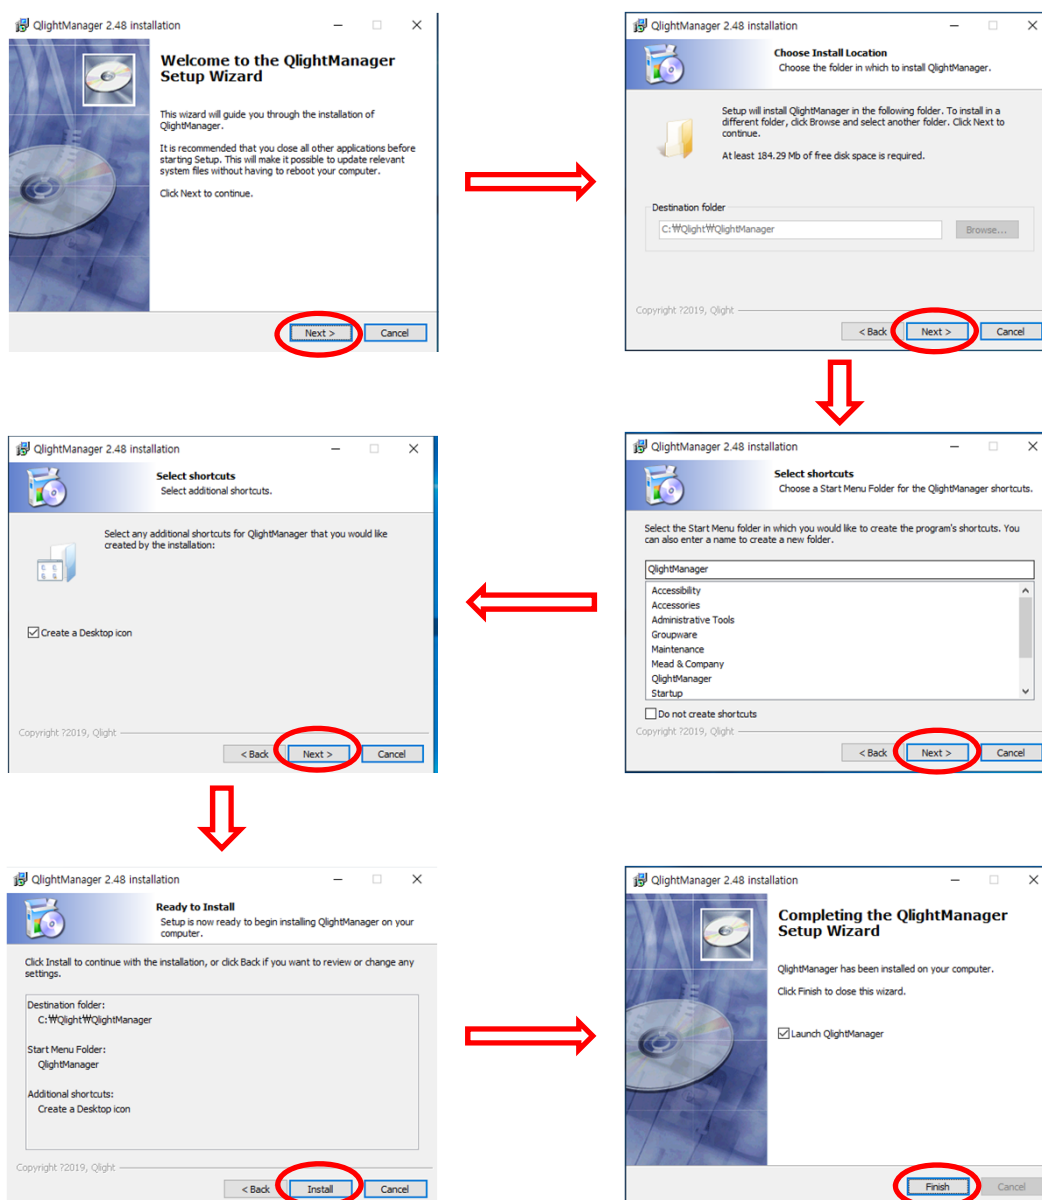 QlightManager 2.48 installation
Welcome to the QlightManager
Setup Wizard
This wizard will guide you through the installation of
QlightManager.
It is recommended that you close all other applications before
starting Setup. This will make it possible to update relevant
system files without having to reboot your computer.
Click Next to continue.
Next >
Cancel
QlightManager 2.48 installation
Choose Install Location
Choose the folder in which to install QlightManager.
Setup will install QlightManager in the following folder. To install in a
different folder, click Browse and select another folder. Click Next to
continue.
At least 184.29 Mb of free disk space is required.
Destination folder
C:₩Qlight₩QlightManager
Browse...
Copyright ?2019, Qlight
< Back
Next >
Cancel
QlightManager 2.48 installation
Select shortcuts
Choose a Start Menu Folder for the QlightManager shortcuts.
Select the Start Menu folder in which you would like to create the program's shortcuts. You
can also enter a name to create a new folder.
QlightManager
Accessibility
Accessories
Administrative Tools
Groupware
Maintenance
Mead & Company
QlightManager
Startup
Do not create shortcuts
Copyright ?2019, Qlight
< Back
Next >
Cancel
QlightManager 2.48 installation
Select shortcuts
Select additional shortcuts.
Select any additional shortcuts for QlightManager that you would like
created by the installation:
Create a Desktop icon
Copyright ?2019, Qlight
< Back
Next >
Cancel
QlightManager 2.48 installation
Ready to Install
Setup is now ready to begin installing QlightManager on your
computer.
Click Install to continue with the installation, or click Back if you want to review or change any
settings.
Destination folder:
C:₩Qlight₩QlightManager
Start Menu Folder:
QlightManager
Additional shortcuts:
Create a Desktop icon
Copyright ?2019, Qlight
< Back
Install
Cancel
QlightManager 2.48 installation
Completing the QlightManager
Setup Wizard
QlightManager has been installed on your computer.
Click Finish to close this wizard.
Launch QlightManager
Finish
Cancel